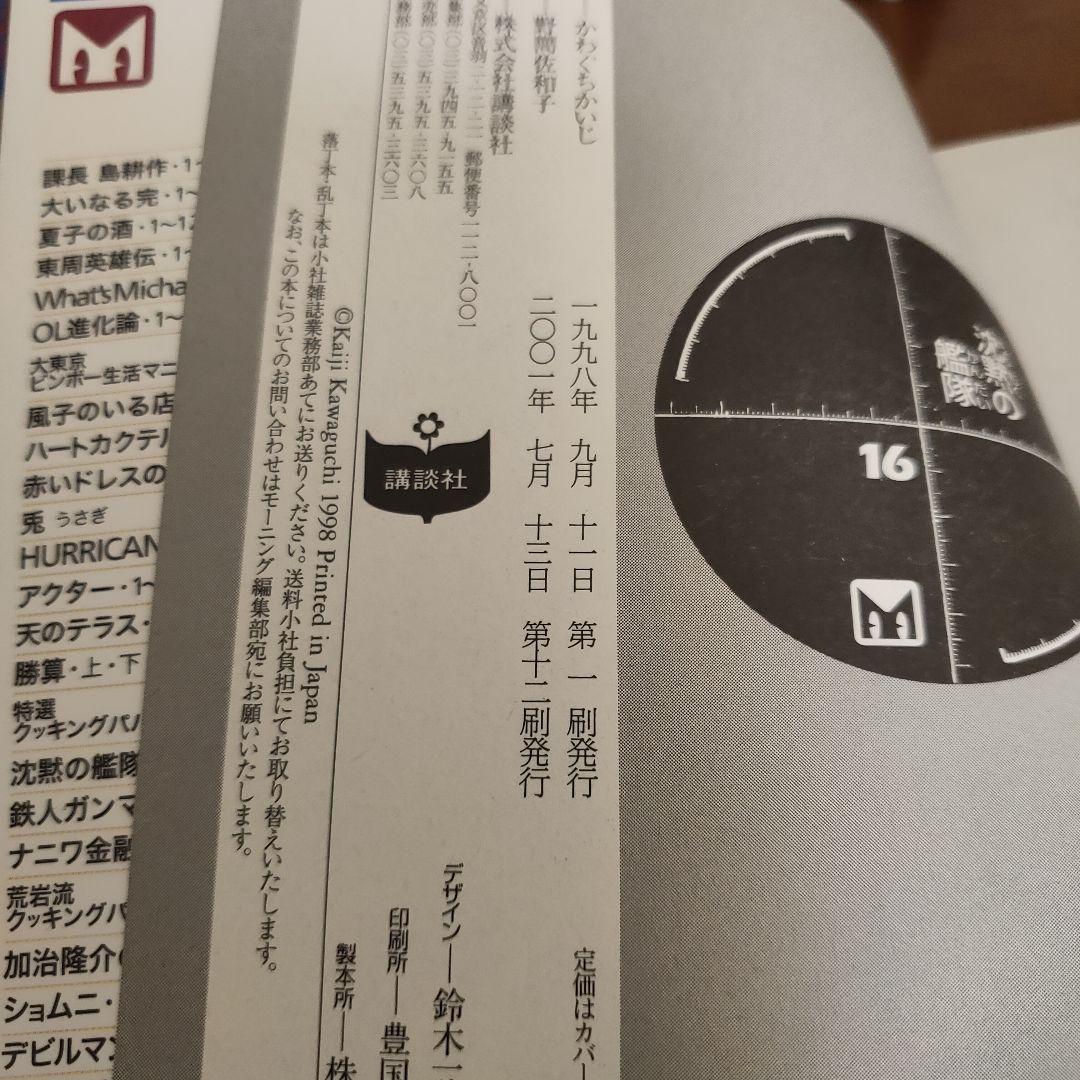 沈黙の
艦隊
16
かわぐちかいじ
野間佐和子
株式会社講談社
郵便番号一一二-八〇〇一
(〇三)五三九五-三六〇八
(〇三)五三九五-三六〇三
一九九八年 九月 十一日 第一刷発行
二〇〇一年 七月 十三日 第十二刷発行
定価はカバー
デザイン―鈴木一
印刷所―豊国
製本所―株
講談社
©Kaiji Kawaguchi 1998 Printed in Japan
落丁本・乱丁本は小社雑誌業務部あてにお送りください。送料小社負担にてお取り替えいたします。
なお、この本についてのお問い合わせはモーニング編集部宛にお願いいたします。
課長 島耕作・1〜
大いなる完・1〜
夏子の酒・1〜1
東周英雄伝・1〜
What'sMicha
OL進化論・1〜
大東京
ビンボー生活マニ
風子のいる店
ハートカクテル
赤いドレスの
兎 うさぎ
HURRICAN
アクター・1〜
天のテラス・
勝算・上・下
特選
クッキングパパ
沈黙の艦隊
鉄人ガンマ
ナニワ金融
荒岩流
クッキングパ
加治隆介
ショムニ・
デビルマン